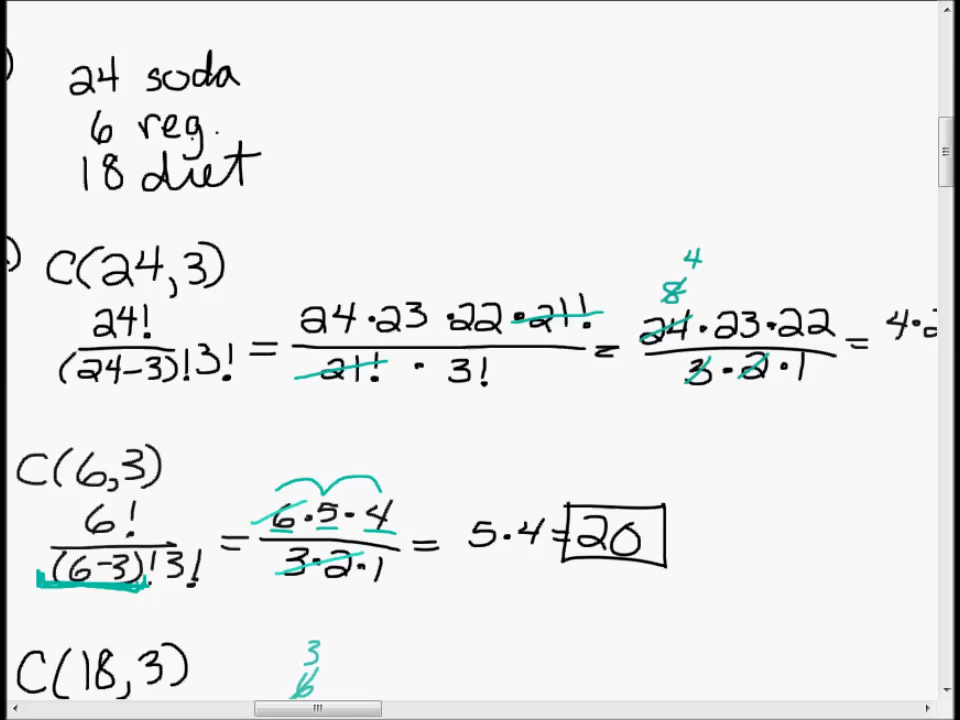 )
24 soda
6 reg.
18 diet
)
C(24,3)
24! / (24-3)!3! = 24·23·22·21! / 21!·3! = 4 8 24·23·22 / 3·2·1 = 4·2
C(6,3)
6! / (6-3)!3! = 6·5·4 / 3·2·1 = 5·4=20
C(18,3)
3
6